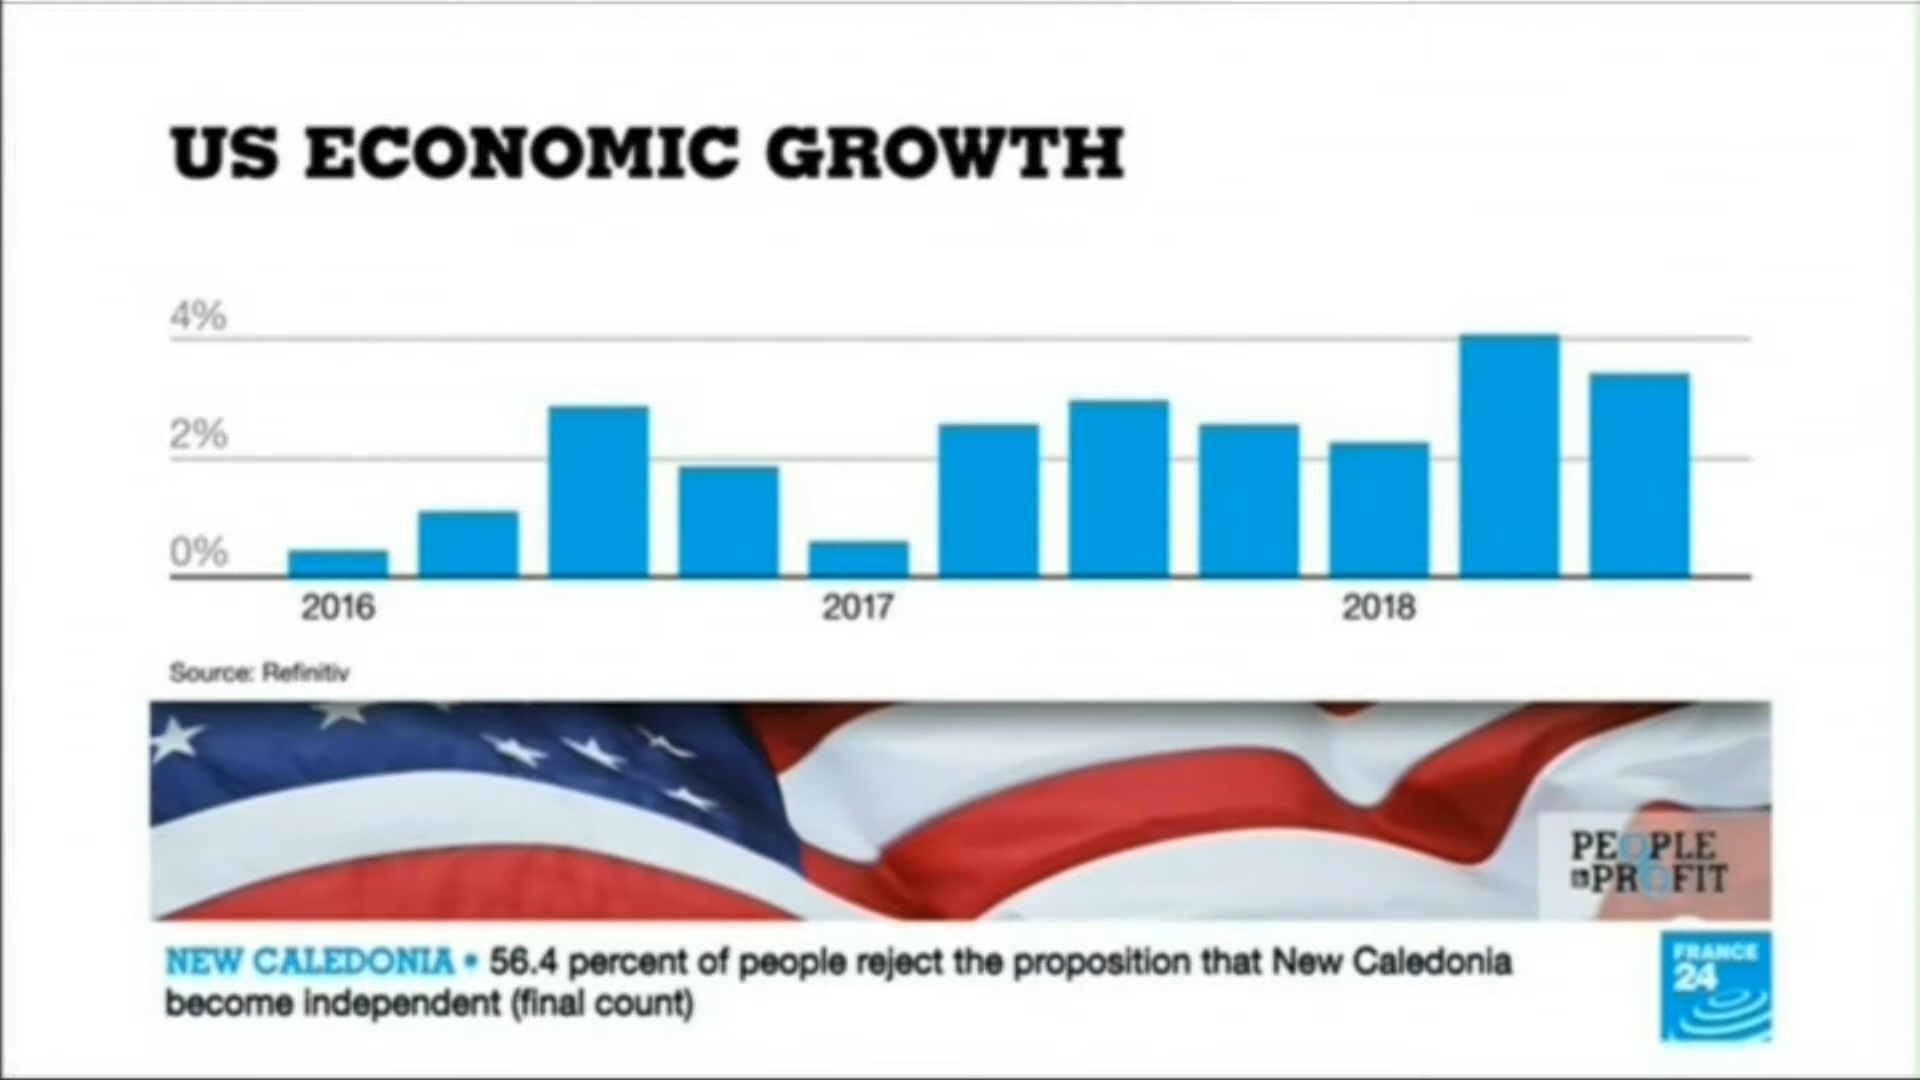 US ECONOMIC GROWTH
4%
2%
0%
2016 2017 2018
Source: Refinitiv
PEOPLE
& PROFIT
NEW CALEDONIA • 56.4 percent of people reject the proposition that New Caledonia
become independent (final count)
FRANCE
24